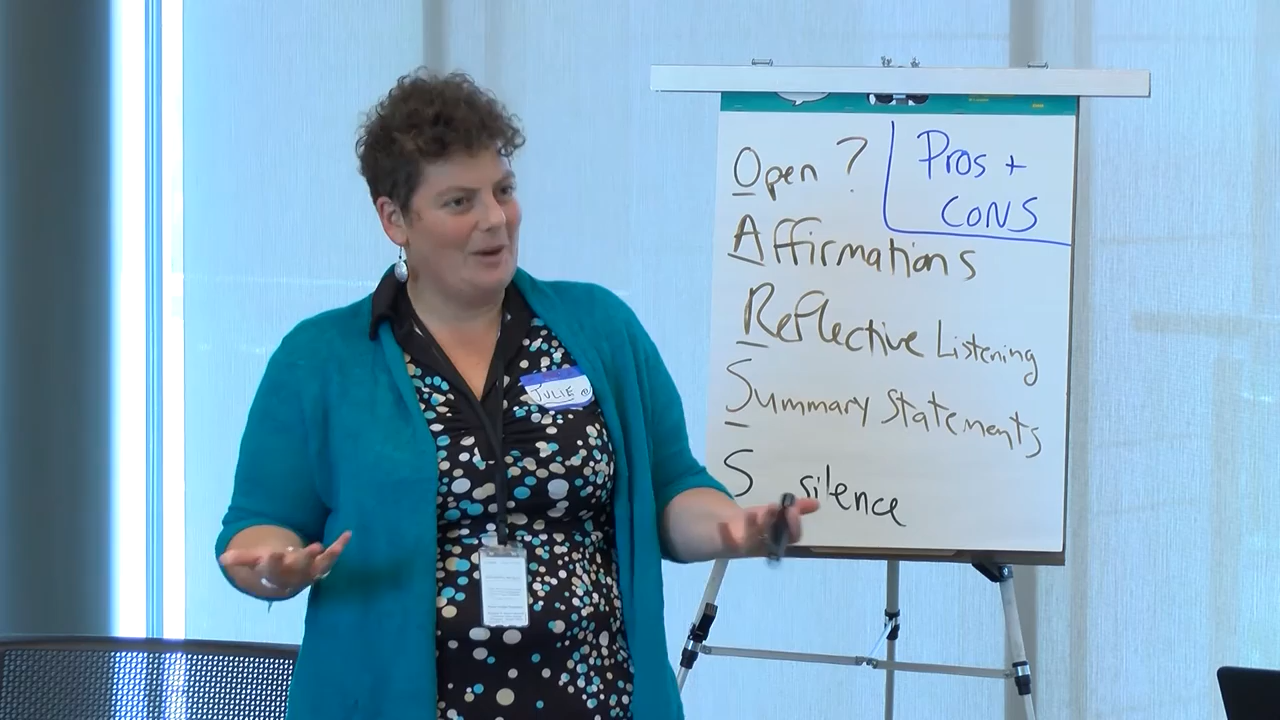 Open ?
Pros +
CONS
Affirmations
Reflective Listening
Summary Statements
S silence
JULIE